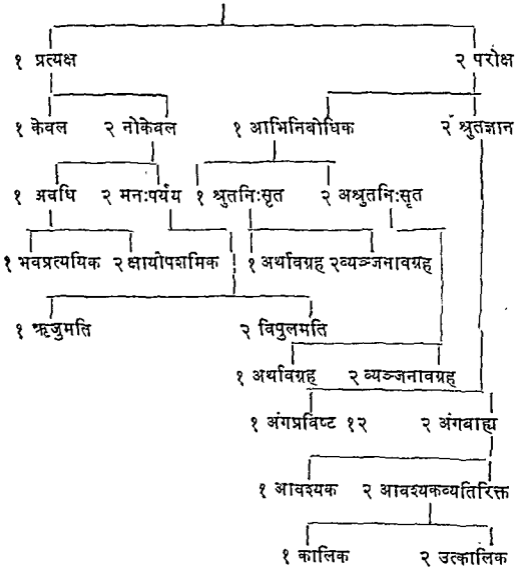 १ प्रत्यक्ष २ परोक्ष
१ केवल २ नोकेवल १ आभिनिबोधिक २ श्रुतज्ञान
१ अवधि २ मनःपर्यय १ श्रुतनिःसृत २ अश्रुतनिःसृत
१ भवप्रत्ययिक २ क्षायोपशमिक १ अर्थावग्रह २ व्यञ्जनावग्रह
१ ऋजुमति २ विपुलमति
१ अर्थावग्रह २ व्यञ्जनावग्रह
१ अंगप्रविष्ट १२ २ अंगबाह्य
१ आवश्यक २ आवश्यकव्यतिरिक्त
१ कालिक २ उत्कालिक